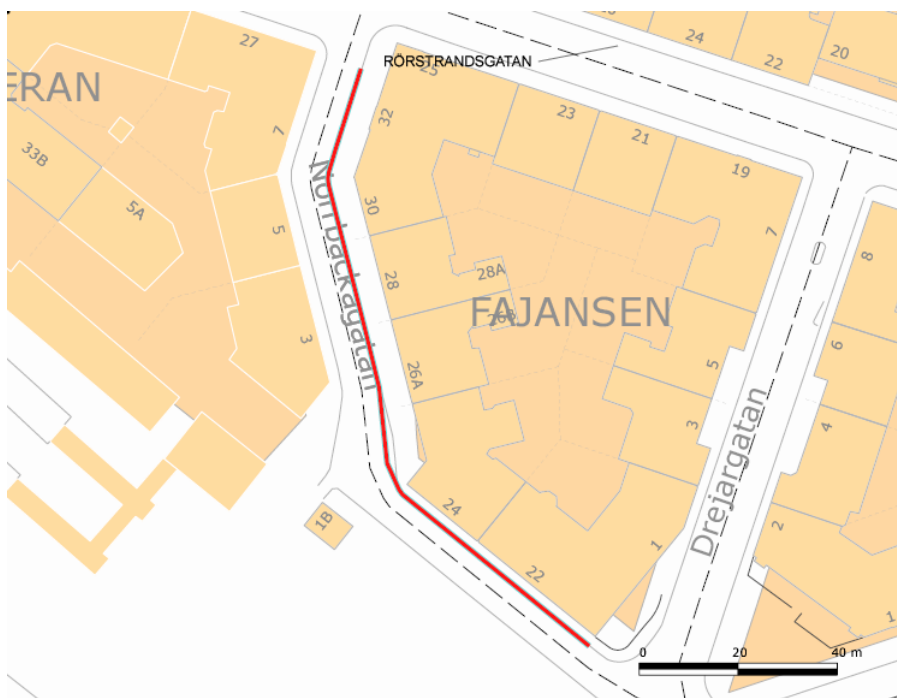 27
24
22
20
RÖRSTRANDSGATAN
25
ERAN
32
23
21
19
7
33B
5A
5
30
7
8
Norrbackagatan
28
28A
26B
FAJANSEN
3
26A
5
6
3
4
Drejargatan
24
1B
22
1
2
1
0
20
40 m